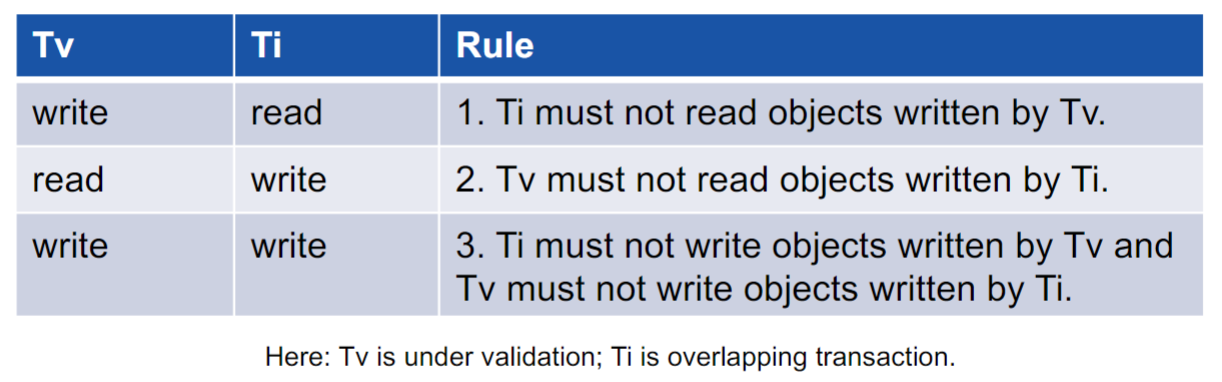 Tv Ti Rule
write read 1. Ti must not read objects written by Tv.
read write 2. Tv must not read objects written by Ti.
write write 3. Ti must not write objects written by Tv and
Tv must not write objects written by Ti.
Here: Tv is under validation; Ti is overlapping transaction.